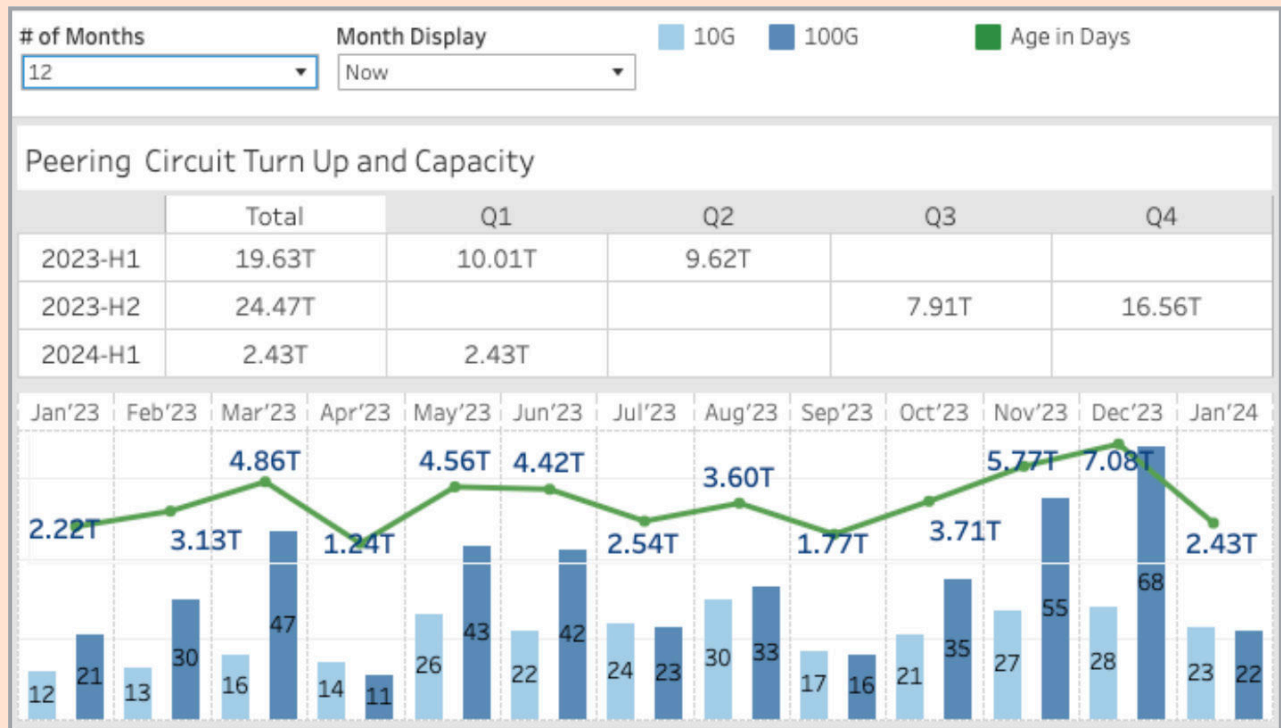 # of Months
Month Display
10G
100G
Age in Days
12
Now
Peering Circuit Turn Up and Capacity
Total Q1 Q2 Q3 Q4
2023-H1 19.63T 10.01T 9.62T
2023-H2 24.47T 7.91T 16.56T
2024-H1 2.43T 2.43T
Jan'23 Feb'23 Mar'23 Apr'23 May'23 Jun'23 Jul'23 Aug'23 Sep'23 Oct'23 Nov'23 Dec'23 Jan'24
2.22T 3.13T 4.86T 1.24T 4.56T 4.42T 2.54T 3.60T 1.77T 3.71T 5.77T 7.08T 2.43T
12 21 13 30 16 47 14 11 26 43 22 42 24 23 30 33 17 16 21 35 27 55 28 68 23 22